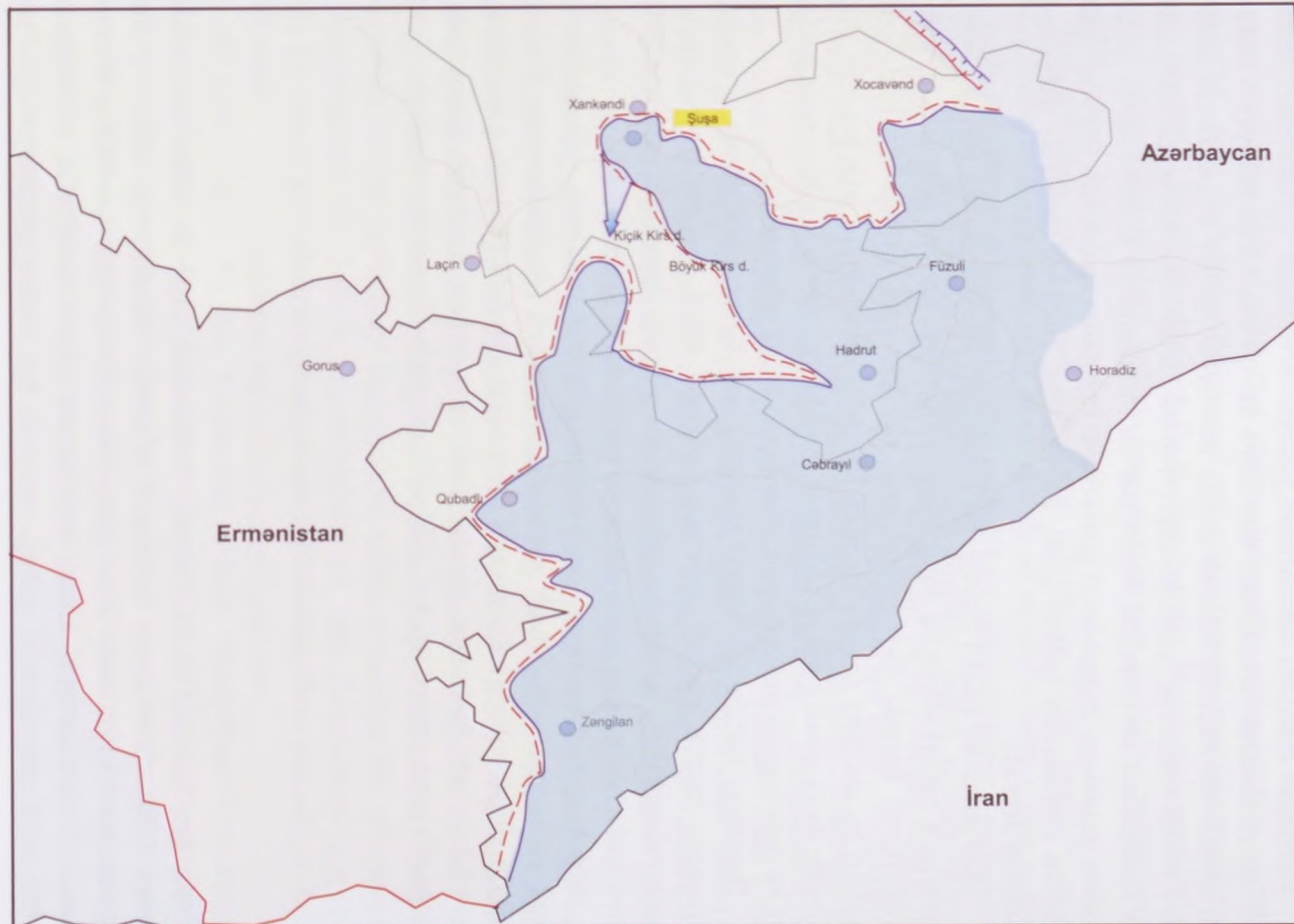 Xocavənd
Xankəndi
Şuşa
Azərbaycan
Kiçik Kirs d.
Laçın
Böyük Kirs d.
Füzuli
Hadrut
Gorus
Horadiz
Cəbrayıl
Qubadlı
Ermənistan
Zəngilan
İran